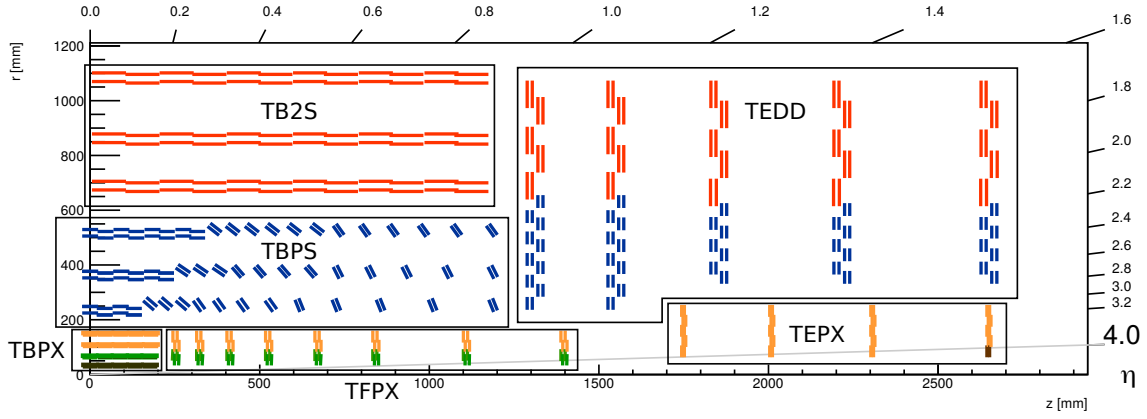 0.0 0.2 0.4 0.6 0.8 1.0 1.2 1.4 1.6
r [mm]
1200
1000
800
600
400
200
0
TB2S
TEDD
TBPS
TBPX
TFPX
TEPX
1.8
2.0
2.2
2.4
2.6
2.8
3.0
3.2
4.0
η
0 500 1000 1500 2000 2500
z [mm]